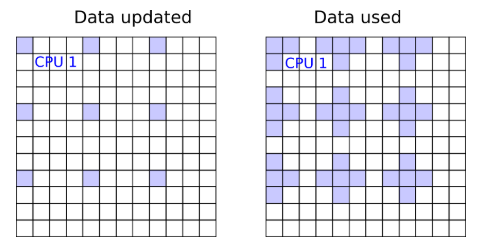 Data updated
Data used
CPU 1
CPU 1